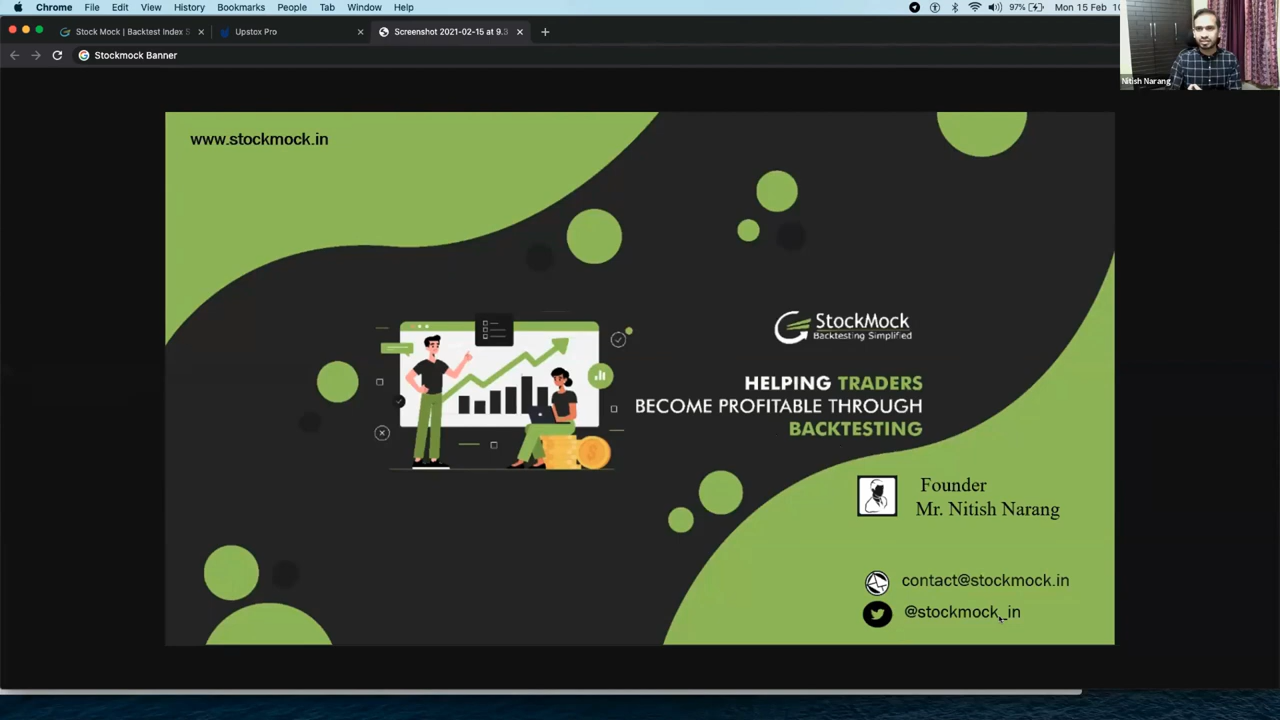 Chrome File Edit View History Bookmarks People Tab Window Help 97% Mon 15 Feb
Stock Mock | Backtest Index S Upstox Pro Screenshot 2021-02-15 at 9.3
Stockmock Banner
Nitish Narang
www.stockmock.in
StockMock
Backtesting Simplified
HELPING TRADERS
BECOME PROFITABLE THROUGH
BACKTESTING
Founder
Mr. Nitish Narang
contact@stockmock.in
@stockmock_in